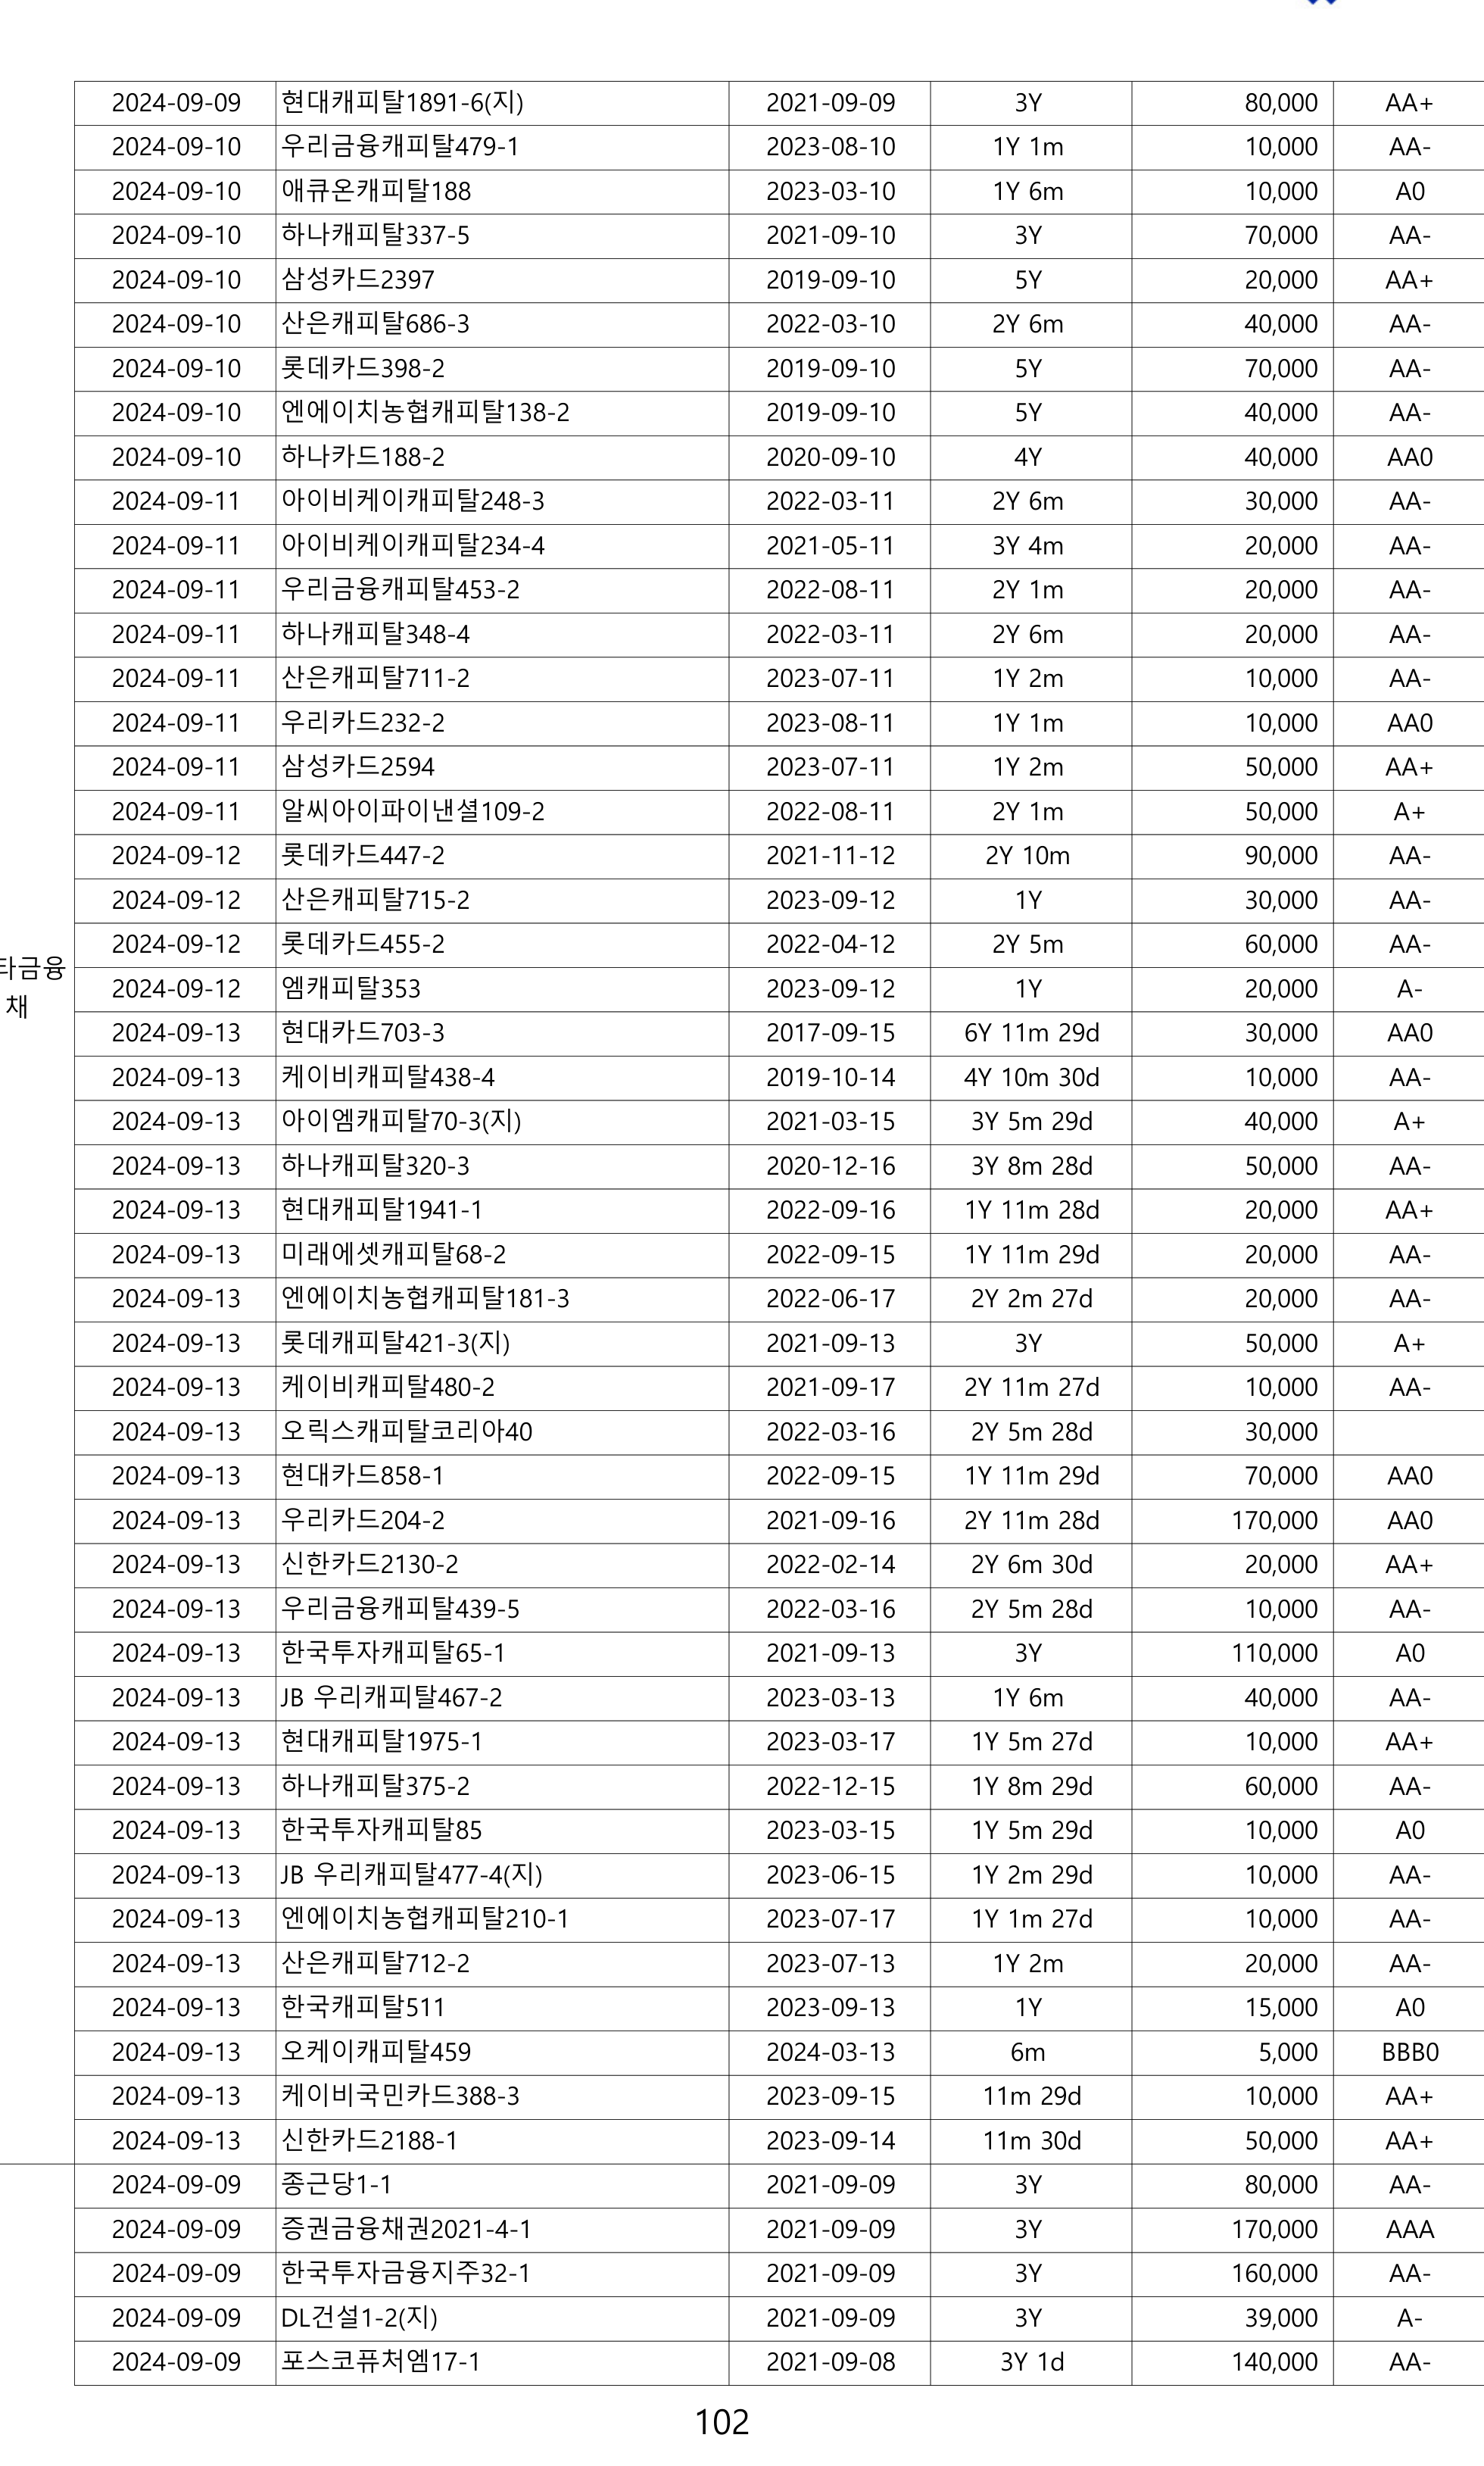 2024-09-09 현대캐피탈1891-6(지) 2021-09-09 3Y 80,000 AA+
2024-09-10 우리금융캐피탈479-1 2023-08-10 1Y 1m 10,000 AA-
2024-09-10 애큐온캐피탈188 2023-03-10 1Y 6m 10,000 A0
2024-09-10 하나캐피탈337-5 2021-09-10 3Y 70,000 AA-
2024-09-10 삼성카드2397 2019-09-10 5Y 20,000 AA+
2024-09-10 산은캐피탈686-3 2022-03-10 2Y 6m 40,000 AA-
2024-09-10 롯데카드398-2 2019-09-10 5Y 70,000 AA-
2024-09-10 엔에이치농협캐피탈138-2 2019-09-10 5Y 40,000 AA-
2024-09-10 하나카드188-2 2020-09-10 4Y 40,000 AA0
2024-09-11 아이비케이캐피탈248-3 2022-03-11 2Y 6m 30,000 AA-
2024-09-11 아이비케이캐피탈234-4 2021-05-11 3Y 4m 20,000 AA-
2024-09-11 우리금융캐피탈453-2 2022-08-11 2Y 1m 20,000 AA-
2024-09-11 하나캐피탈348-4 2022-03-11 2Y 6m 20,000 AA-
2024-09-11 산은캐피탈711-2 2023-07-11 1Y 2m 10,000 AA-
2024-09-11 우리카드232-2 2023-08-11 1Y 1m 10,000 AA0
2024-09-11 삼성카드2594 2023-07-11 1Y 2m 50,000 AA+
2024-09-11 알씨아이파이낸셜109-2 2022-08-11 2Y 1m 50,000 A+
2024-09-12 롯데카드447-2 2021-11-12 2Y 10m 90,000 AA-
2024-09-12 산은캐피탈715-2 2023-09-12 1Y 30,000 AA-
2024-09-12 롯데카드455-2 2022-04-12 2Y 5m 60,000 AA-
타금융
채
2024-09-12 엠캐피탈353 2023-09-12 1Y 20,000 A-
2024-09-13 현대카드703-3 2017-09-15 6Y 11m 29d 30,000 AA0
2024-09-13 케이비캐피탈438-4 2019-10-14 4Y 10m 30d 10,000 AA-
2024-09-13 아이엠캐피탈70-3(지) 2021-03-15 3Y 5m 29d 40,000 A+
2024-09-13 하나캐피탈320-3 2020-12-16 3Y 8m 28d 50,000 AA-
2024-09-13 현대캐피탈1941-1 2022-09-16 1Y 11m 28d 20,000 AA+
2024-09-13 미래에셋캐피탈68-2 2022-09-15 1Y 11m 29d 20,000 AA-
2024-09-13 엔에이치농협캐피탈181-3 2022-06-17 2Y 2m 27d 20,000 AA-
2024-09-13 롯데캐피탈421-3(지) 2021-09-13 3Y 50,000 A+
2024-09-13 케이비캐피탈480-2 2021-09-17 2Y 11m 27d 10,000 AA-
2024-09-13 오릭스캐피탈코리아40 2022-03-16 2Y 5m 28d 30,000
2024-09-13 현대카드858-1 2022-09-15 1Y 11m 29d 70,000 AA0
2024-09-13 우리카드204-2 2021-09-16 2Y 11m 28d 170,000 AA0
2024-09-13 신한카드2130-2 2022-02-14 2Y 6m 30d 20,000 AA+
2024-09-13 우리금융캐피탈439-5 2022-03-16 2Y 5m 28d 10,000 AA-
2024-09-13 한국투자캐피탈65-1 2021-09-13 3Y 110,000 A0
2024-09-13 JB 우리캐피탈467-2 2023-03-13 1Y 6m 40,000 AA-
2024-09-13 현대캐피탈1975-1 2023-03-17 1Y 5m 27d 10,000 AA+
2024-09-13 하나캐피탈375-2 2022-12-15 1Y 8m 29d 60,000 AA-
2024-09-13 한국투자캐피탈85 2023-03-15 1Y 5m 29d 10,000 A0
2024-09-13 JB 우리캐피탈477-4(지) 2023-06-15 1Y 2m 29d 10,000 AA-
2024-09-13 엔에이치농협캐피탈210-1 2023-07-17 1Y 1m 27d 10,000 AA-
2024-09-13 산은캐피탈712-2 2023-07-13 1Y 2m 20,000 AA-
2024-09-13 한국캐피탈511 2023-09-13 1Y 15,000 A0
2024-09-13 오케이캐피탈459 2024-03-13 6m 5,000 BBB0
2024-09-13 케이비국민카드388-3 2023-09-15 11m 29d 10,000 AA+
2024-09-13 신한카드2188-1 2023-09-14 11m 30d 50,000 AA+
2024-09-09 종근당1-1 2021-09-09 3Y 80,000 AA-
2024-09-09 증권금융채권2021-4-1 2021-09-09 3Y 170,000 AAA
2024-09-09 한국투자금융지주32-1 2021-09-09 3Y 160,000 AA-
2024-09-09 DL건설1-2(지) 2021-09-09 3Y 39,000 A-
2024-09-09 포스코퓨처엠17-1 2021-09-08 3Y 1d 140,000 AA-
102